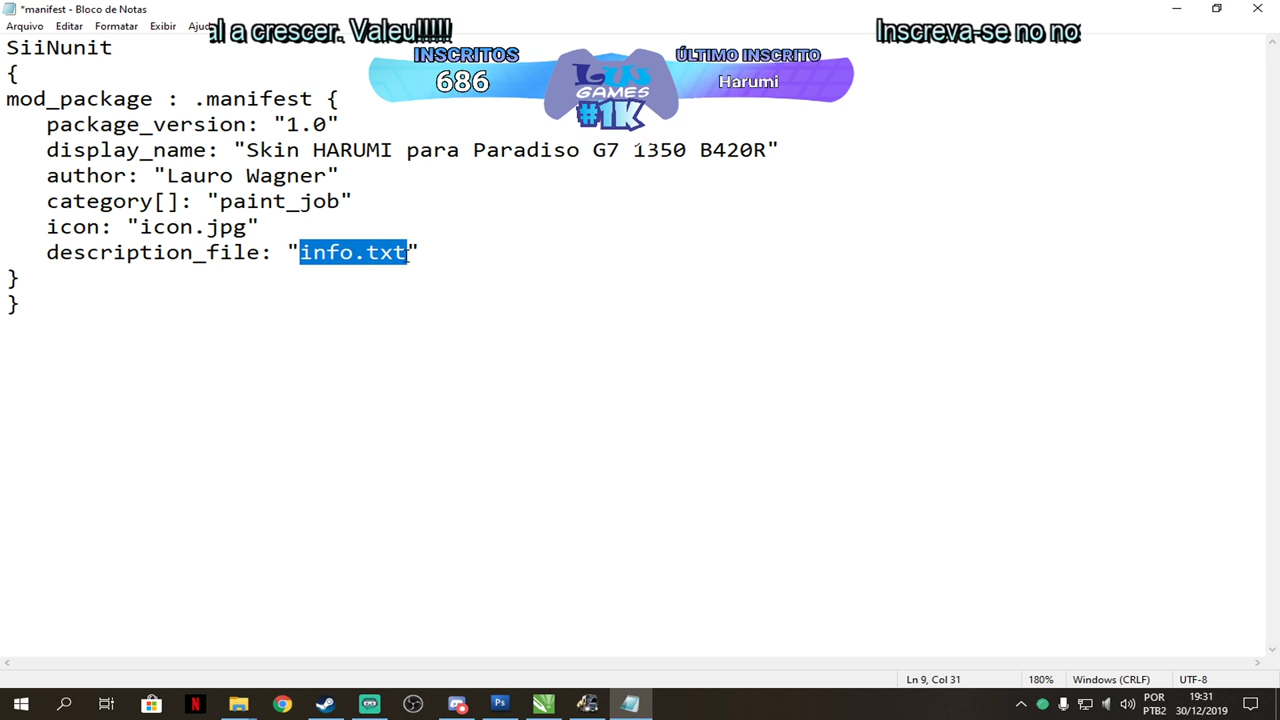 *manifest - Bloco de Notas
Arquivo Editar Formatar Exibir Ajud
al a crescer. Valeu!!!!!
Inscreva-se no no
SiiNunit
{
mod_package : .manifest {
package_version: "1.0"
display_name: "Skin HARUMI para Paradiso G7 1350 B420R"
author: "Lauro Wagner"
category[]: "paint_job"
icon: "icon.jpg"
description_file: "info.txt"
}
}
INSCRITOS
686
LUS
GAMES
#1K
ÚLTIMO INSCRITO
Harumi
Ln 9, Col 31
180%
Windows (CRLF)
UTF-8
N
Ps
POR
PTB2
19:31
30/12/2019